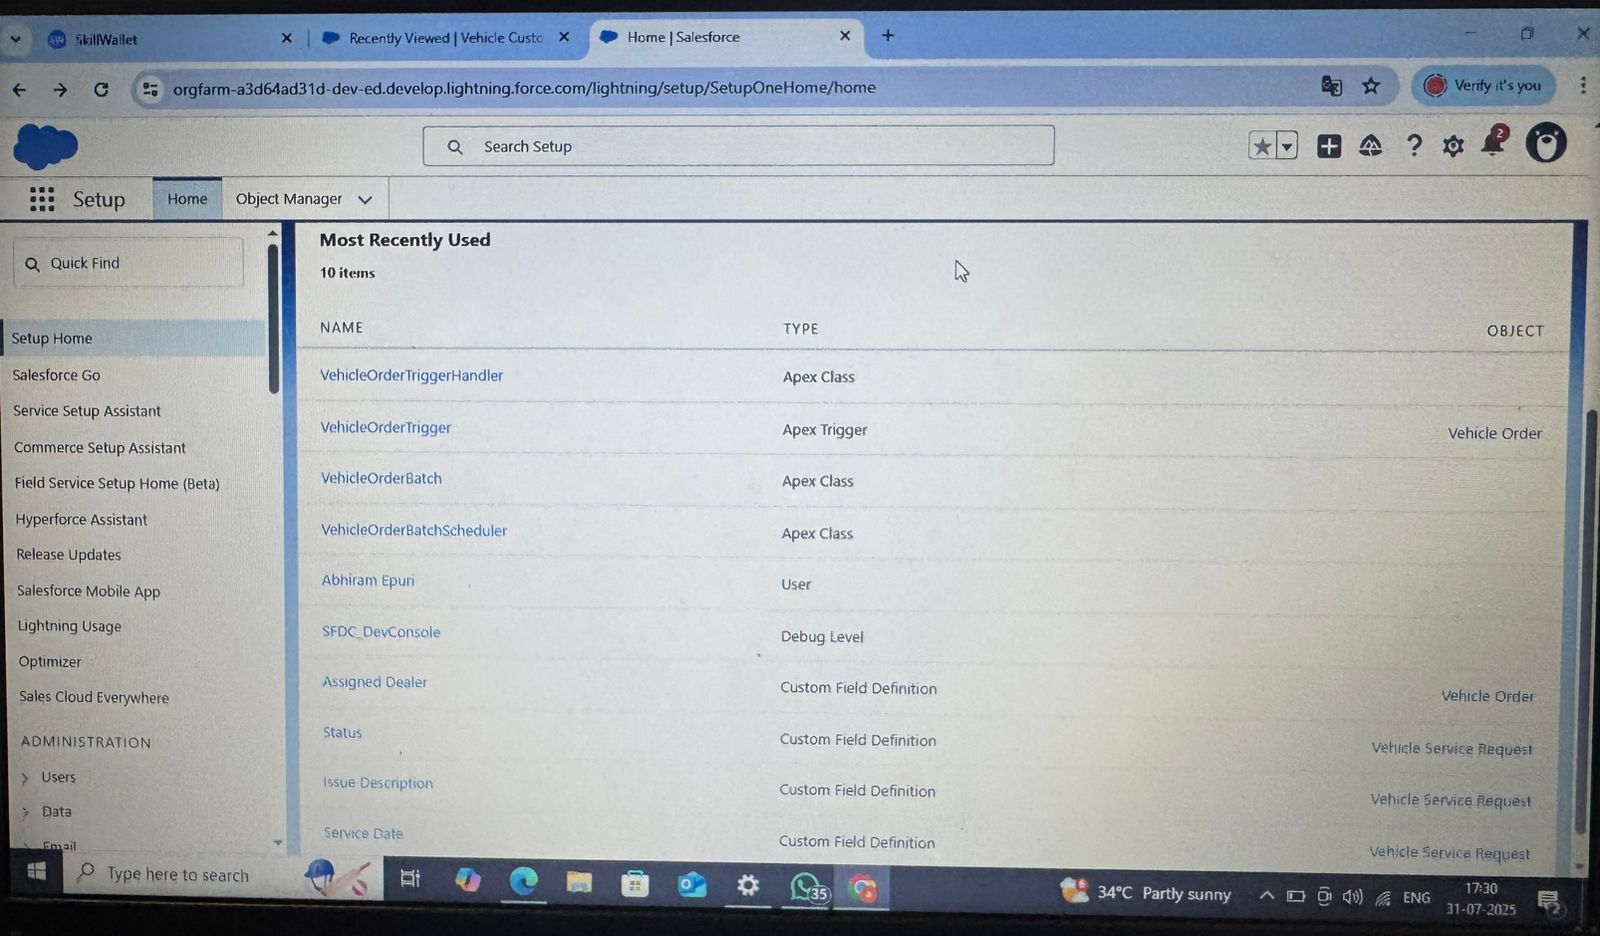 SkillWallet
Recently Viewed | Vehicle Custo
Home | Salesforce
orgfarm-a3d64ad31d-dev-ed.develop.lightning.force.com/lightning/setup/SetupOneHome/home
Verify it's you
Search Setup
2
Setup
Home
Object Manager
Quick Find
Setup Home
Salesforce Go
Service Setup Assistant
Commerce Setup Assistant
Field Service Setup Home (Beta)
Hyperforce Assistant
Release Updates
Salesforce Mobile App
Lightning Usage
Optimizer
Sales Cloud Everywhere
ADMINISTRATION
Users
Data
Email
Most Recently Used
10 items
NAME TYPE OBJECT
VehicleOrderTriggerHandler Apex Class
VehicleOrderTrigger Apex Trigger Vehicle Order
VehicleOrderBatch Apex Class
VehicleOrderBatchScheduler Apex Class
Abhiram Epuri User
SFDC_DevConsole Debug Level
Assigned Dealer Custom Field Definition Vehicle Order
Status Custom Field Definition Vehicle Service Request
Issue Description Custom Field Definition Vehicle Service Request
Service Date Custom Field Definition Vehicle Service Request
Type here to search
35
34°C Partly sunny
ENG
17:30
31-07-2025
2